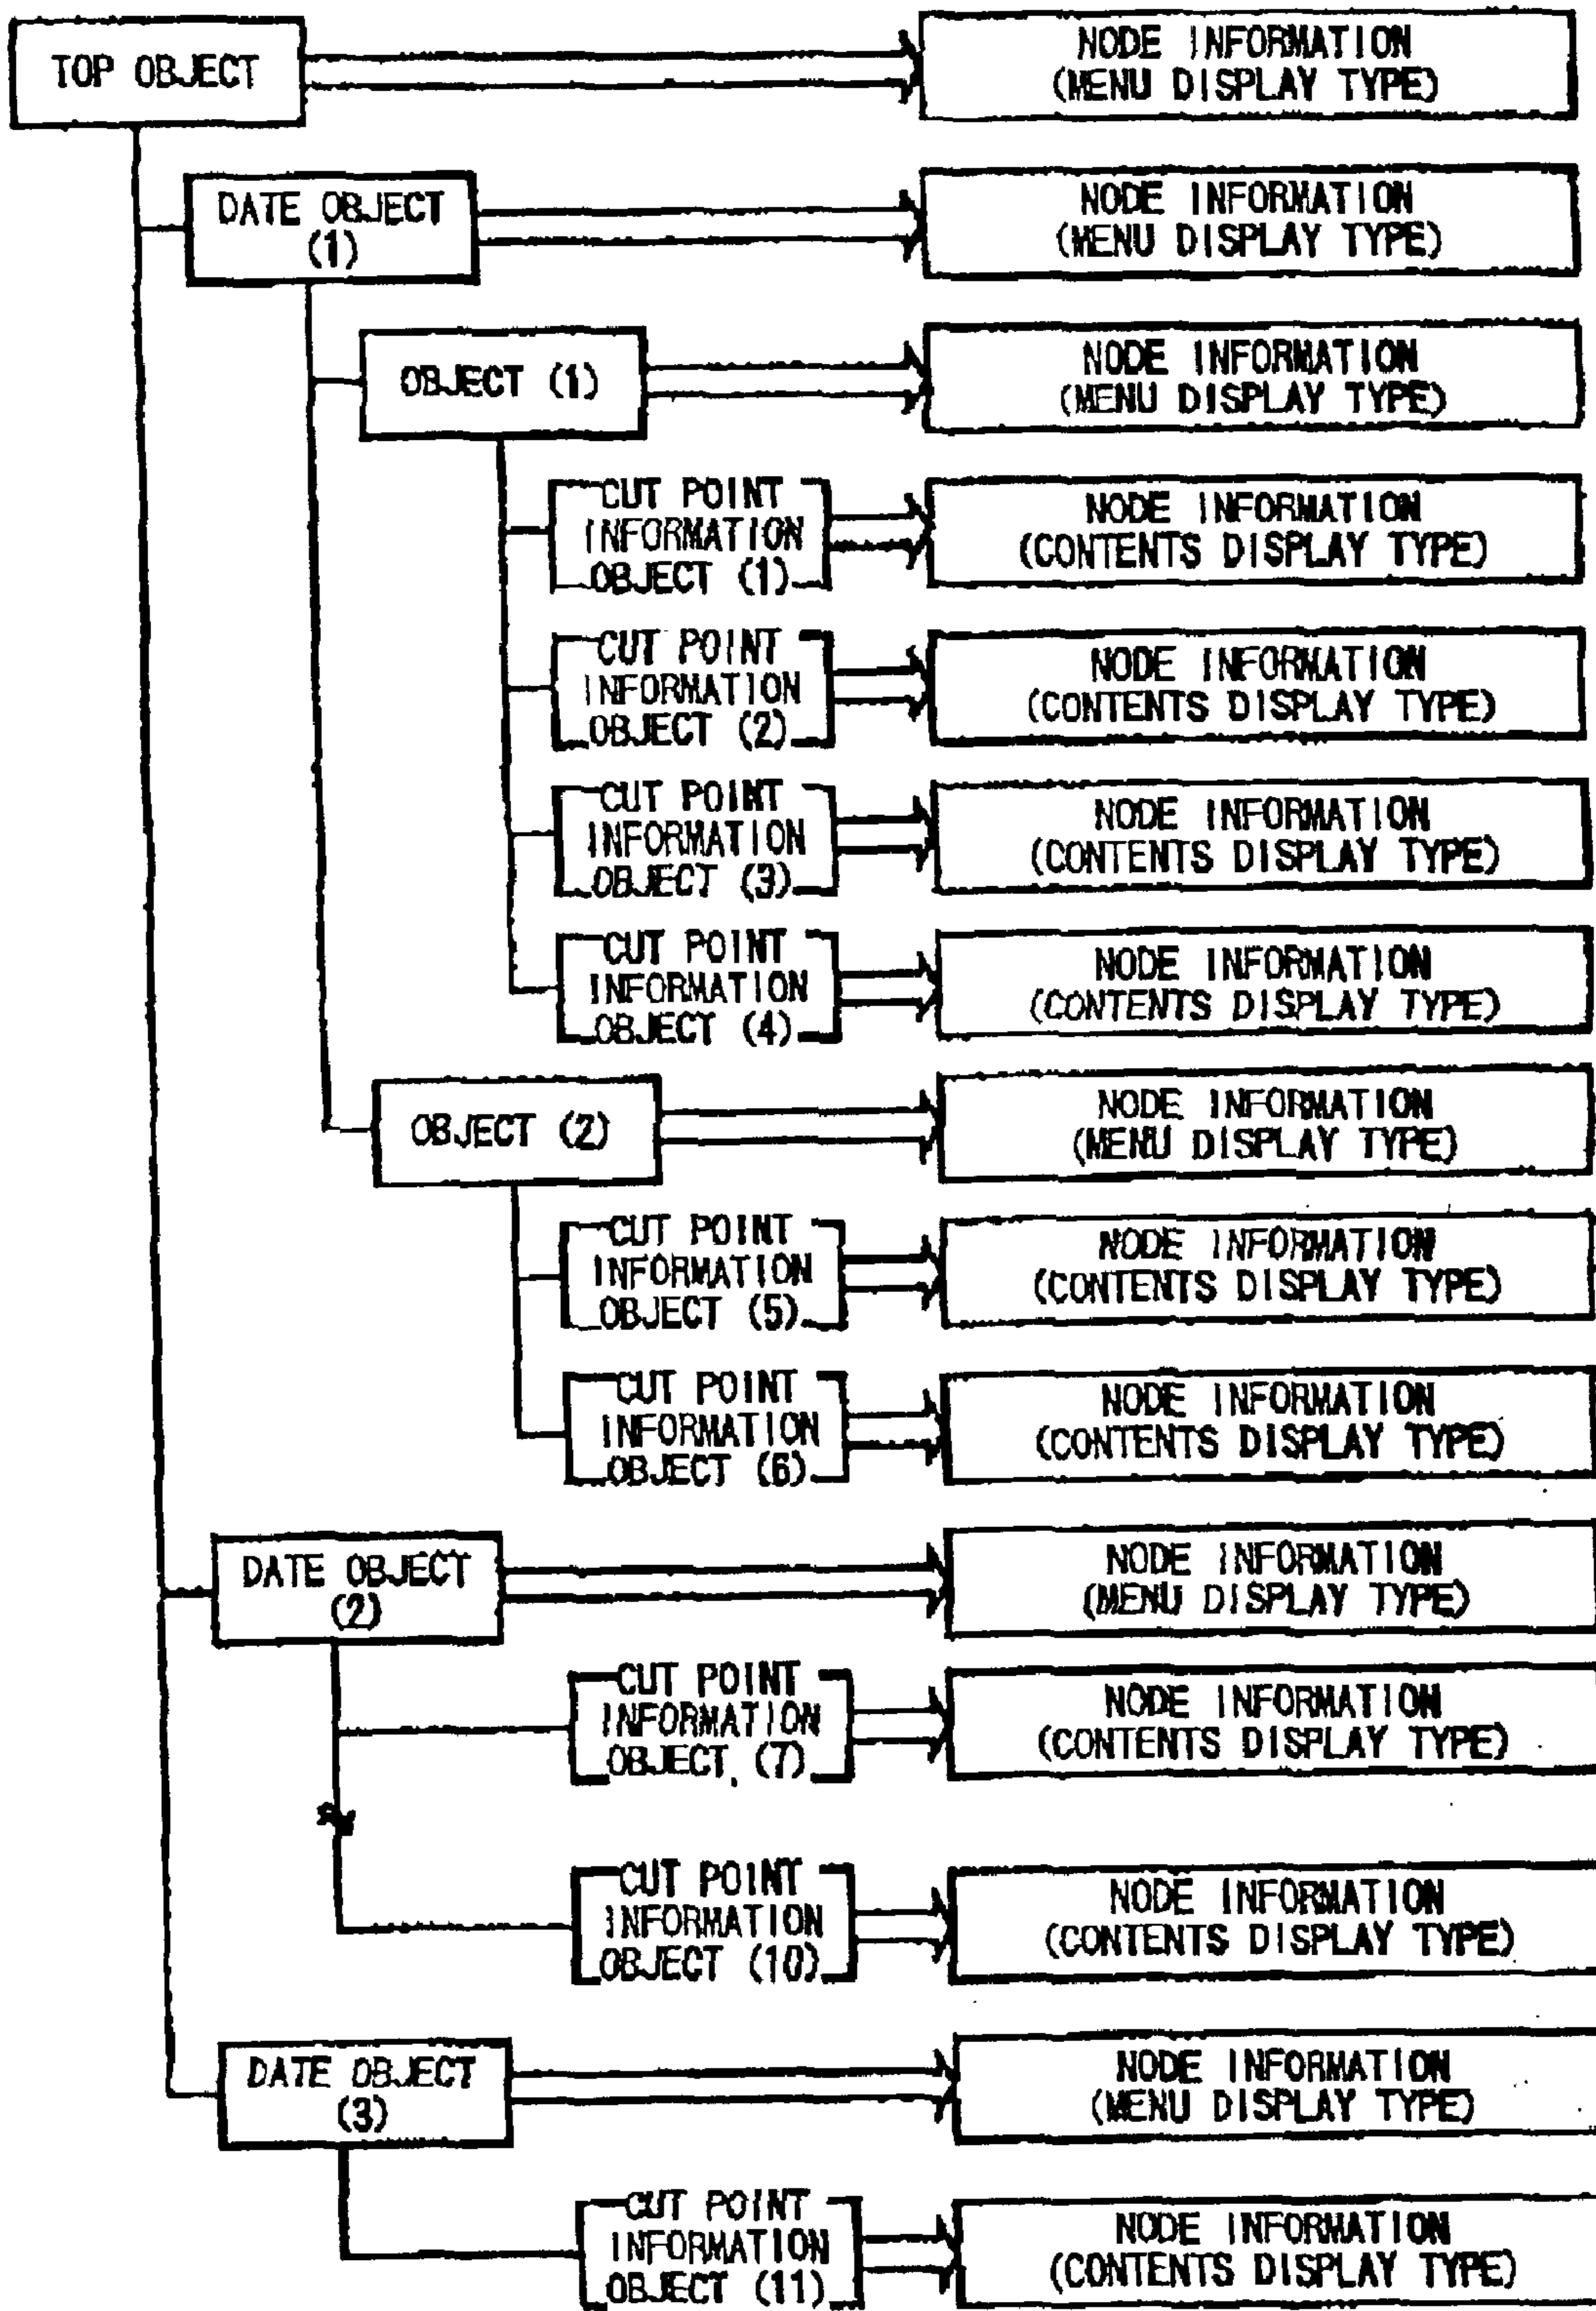 TOP OBJECT
NODE INFORMATION
(MENU DISPLAY TYPE)
DATE OBJECT
(1)
NODE INFORMATION
(MENU DISPLAY TYPE)
OBJECT (1)
NODE INFORMATION
(MENU DISPLAY TYPE)
CUT POINT
INFORMATION
OBJECT (1)
NODE INFORMATION
(CONTENTS DISPLAY TYPE)
CUT POINT
INFORMATION
OBJECT (2)
NODE INFORMATION
(CONTENTS DISPLAY TYPE)
CUT POINT
INFORMATION
OBJECT (3)
NODE INFORMATION
(CONTENTS DISPLAY TYPE)
CUT POINT
INFORMATION
OBJECT (4)
NODE INFORMATION
(CONTENTS DISPLAY TYPE)
OBJECT (2)
NODE INFORMATION
(MENU DISPLAY TYPE)
CUT POINT
INFORMATION
OBJECT (5)
NODE INFORMATION
(CONTENTS DISPLAY TYPE)
CUT POINT
INFORMATION
OBJECT (6)
NODE INFORMATION
(CONTENTS DISPLAY TYPE)
DATE OBJECT
(2)
NODE INFORMATION
(MENU DISPLAY TYPE)
CUT POINT
INFORMATION
OBJECT (7)
NODE INFORMATION
(CONTENTS DISPLAY TYPE)
CUT POINT
INFORMATION
OBJECT (10)
NODE INFORMATION
(CONTENTS DISPLAY TYPE)
DATE OBJECT
(3)
NODE INFORMATION
(MENU DISPLAY TYPE)
CUT POINT
INFORMATION
OBJECT (11)
NODE INFORMATION
(CONTENTS DISPLAY TYPE)